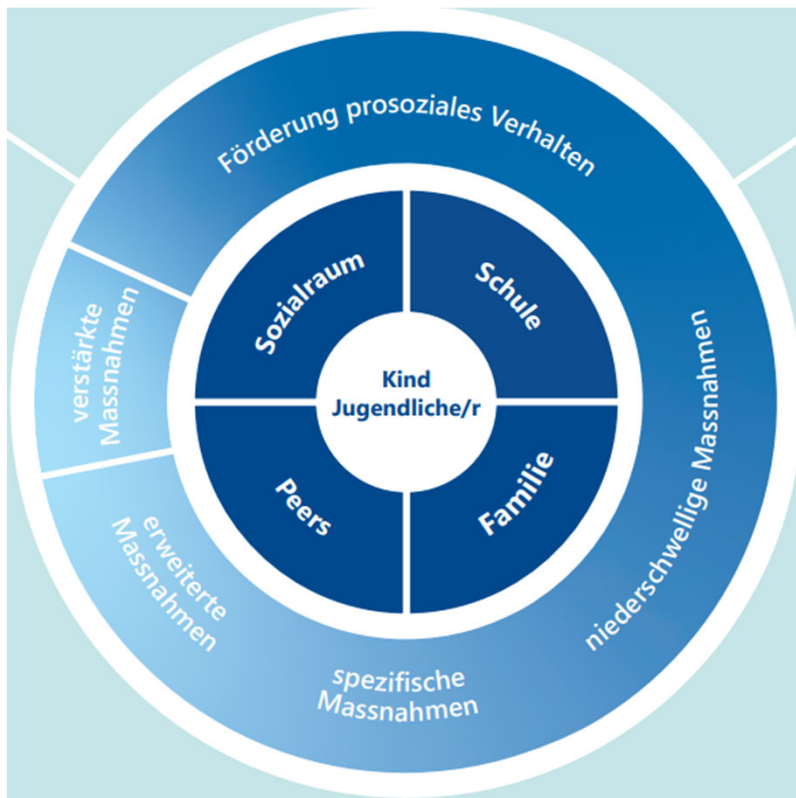 Förderung prosoziales Verhalten
niederschwellige Massnahmen
spezifische
Massnahmen
erweiterte
Massnahmen
verstärkte
Massnahmen
Sozialraum
Schule
Familie
Peers
Kind
Jugendliche/r